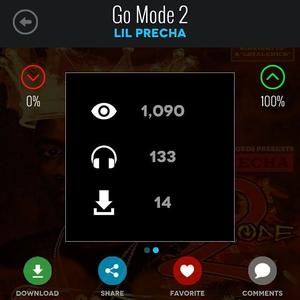 Go Mode 2
LIL PRECHA
0%
100%
1,090
133
14
DOWNLOAD
SHARE
FAVORITE
COMMENTS